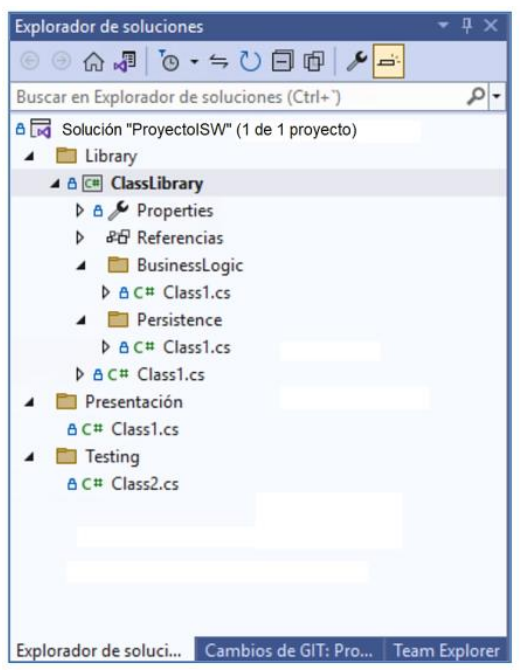 Explorador de soluciones
Buscar en Explorador de soluciones (Ctrl+¨)
Solución "ProyectoISW" (1 de 1 proyecto)
Library
C# ClassLibrary
Properties
Referencias
BusinessLogic
C# Class1.cs
Persistence
C# Class1.cs
C# Class1.cs
Presentación
C# Class1.cs
Testing
C# Class2.cs
Explorador de soluci... Cambios de GIT: Pro... Team Explorer